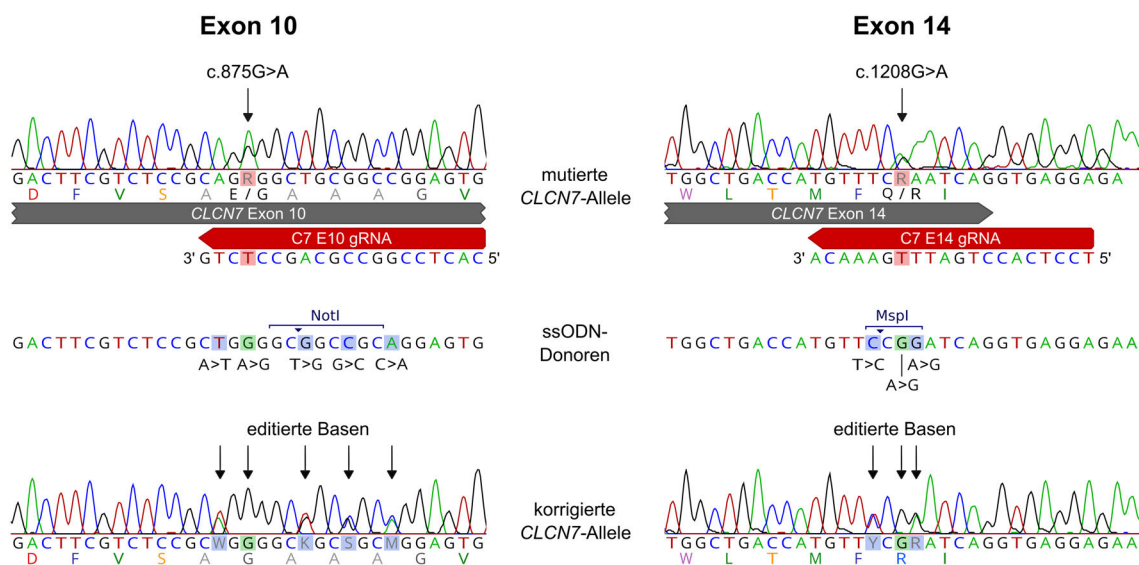 Exon 10
c.875G>A
GACTTCGTCTCCGCAGRGGCTGCGGCCGGAGTG
D F V S A E / G A A A G V
CLCN7 Exon 10
C7 E10 gRNA
3' GTCTCCGACGCCGGCCTCAC 5'
NotI
GACTTCGTCTCCGCTGGGGCGGCCGCAGGAGTG
A>T A>G T>G G>C C>A
editierte Basen
GACTTCGTCTCCGCWGGGGCKGCSGCMGGAGTG
D F V S A G A A A G V
mutierte
CLCN7-Allele
ssODN-
Donoren
korrigierte
CLCN7-Allele
Exon 14
c.1208G>A
TGGCTGACCATGTTTCRAATCAGGTGAGGAGA
W L T M F Q / R I
CLCN7 Exon 14
C7 E14 gRNA
3' ACAAAGTTTAGTCCACTCCT 5'
MspI
TGGCTGACCATGTTCCGGATCAGGTGAGGAGAA
T>C A>G
A>G
editierte Basen
TGGCTGACCATGTTYCGRATCAGGTGAGGAGAA
W L T M F R I